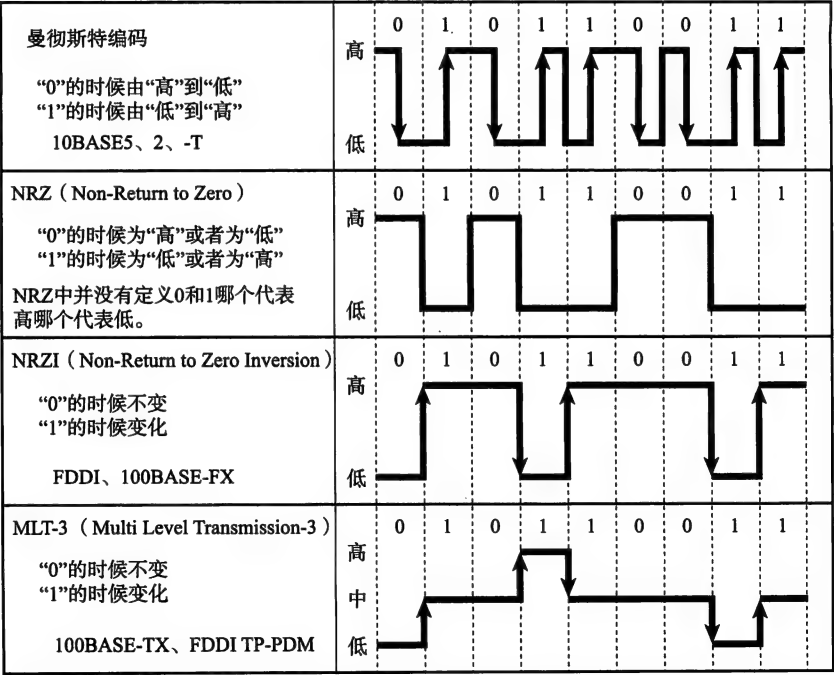 曼彻斯特编码
“0”的时候由“高”到“低”
“1”的时候由“低”到“高”
10BASE5、2、-T
0 1 0 1 1 0 0 1 1
高
低
NRZ（Non-Return to Zero）
“0”的时候为“高”或者为“低”
“1”的时候为“低”或者为“高”
NRZ中并没有定义0和1哪个代表
高哪个代表低。
0 1 0 1 1 0 0 1 1
高
低
NRZI（Non-Return to Zero Inversion）
“0”的时候不变
“1”的时候变化
FDDI、100BASE-FX
0 1 0 1 1 0 0 1 1
高
低
MLT-3 （Multi Level Transmission-3）
“0”的时候不变
“1”的时候变化
100BASE-TX、FDDI TP-PDM
0 1 0 1 1 0 0 1 1
高
中
低